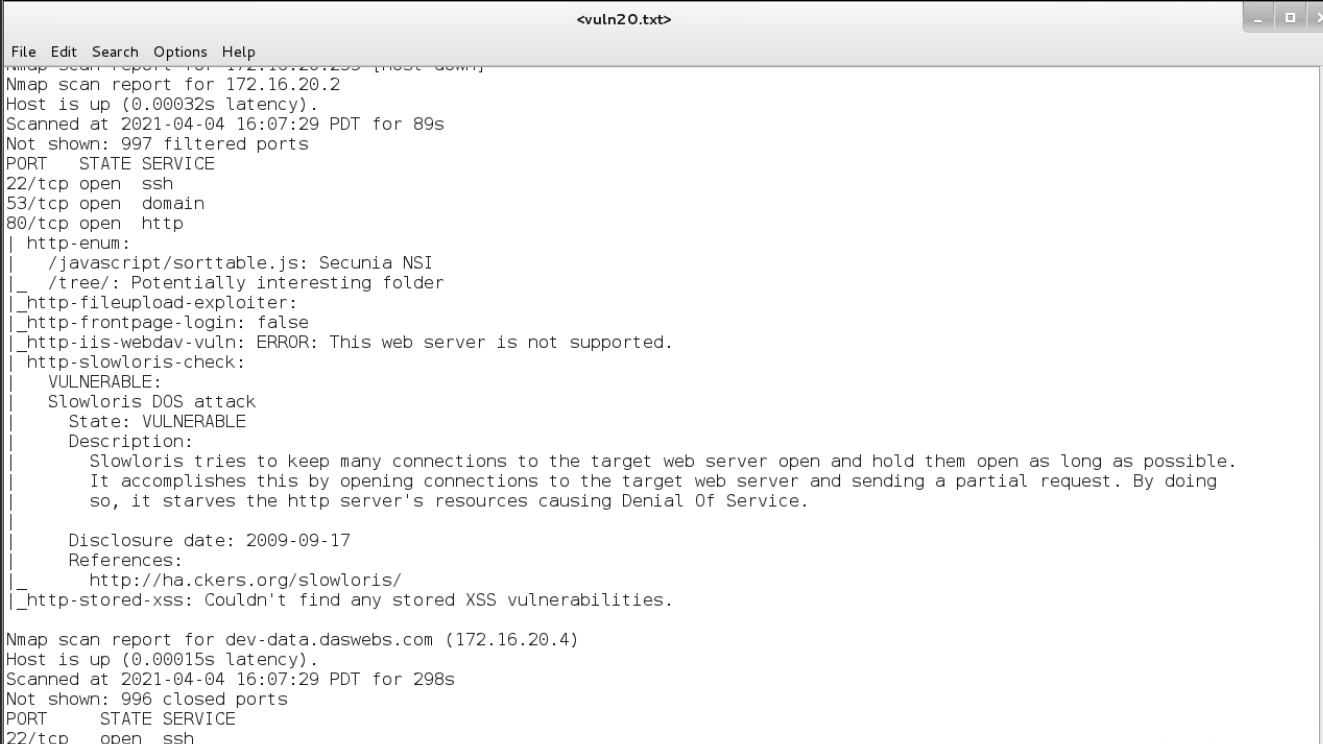 <vuln20.txt>
File Edit Search Options Help
Nmap scan report for 172.16.20.255 [host down]
Nmap scan report for 172.16.20.2
Host is up (0.00032s latency).
Scanned at 2021-04-04 16:07:29 PDT for 89s
Not shown: 997 filtered ports
PORT   STATE SERVICE
22/tcp open  ssh
53/tcp open  domain
80/tcp open  http
| http-enum:
|   /javascript/sorttable.js: Secunia NSI
|_  /tree/: Potentially interesting folder
|_http-fileupload-exploiter:
|_http-frontpage-login: false
|_http-iis-webdav-vuln: ERROR: This web server is not supported.
| http-slowloris-check:
|   VULNERABLE:
|   Slowloris DOS attack
|     State: VULNERABLE
|     Description:
|       Slowloris tries to keep many connections to the target web server open and hold them open as long as possible.
|       It accomplishes this by opening connections to the target web server and sending a partial request. By doing
|       so, it starves the http server's resources causing Denial Of Service.
|
|     Disclosure date: 2009-09-17
|     References:
|_      http://ha.ckers.org/slowloris/
|_http-stored-xss: Couldn't find any stored XSS vulnerabilities.
Nmap scan report for dev-data.daswebs.com (172.16.20.4)
Host is up (0.00015s latency).
Scanned at 2021-04-04 16:07:29 PDT for 298s
Not shown: 996 closed ports
PORT     STATE SERVICE
22/tcp   open  ssh